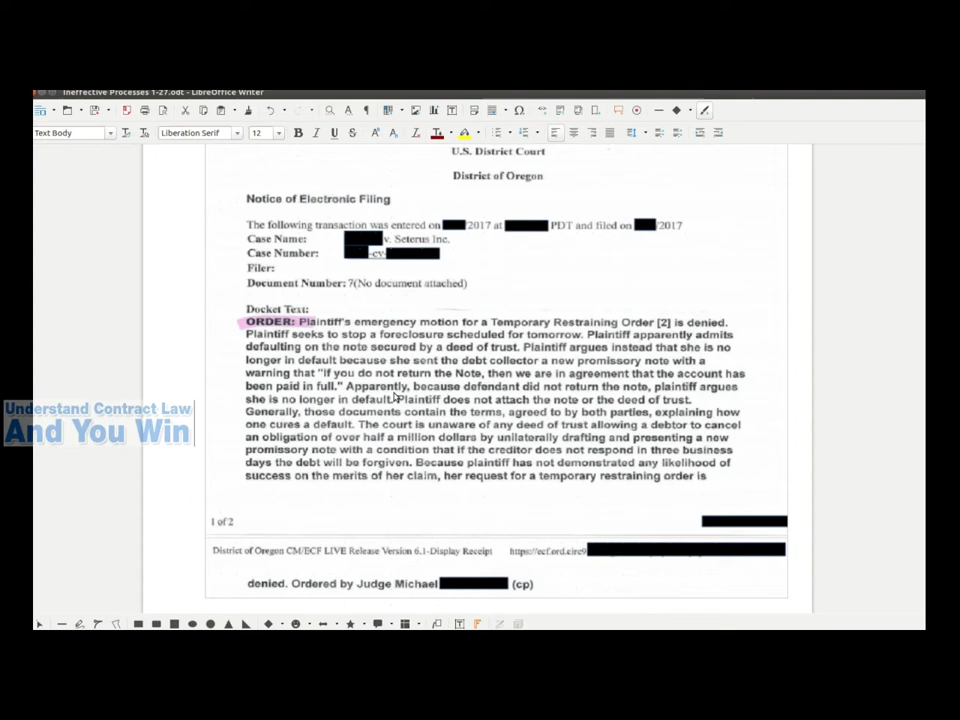 Ineffective Processes 1-27.odt - LibreOffice Writer
Text Body
Liberation Serif
12
U.S. District Court
District of Oregon
Notice of Electronic Filing
The following transaction was entered on /2017 at PDT and filed on /2017
Case Name: v. Seterus Inc.
Case Number: -cv-
Filer:
Document Number: 7(No document attached)
Docket Text:
ORDER: Plaintiff's emergency motion for a Temporary Restraining Order [2] is denied.
Plaintiff seeks to stop a foreclosure scheduled for tomorrow. Plaintiff apparently admits
defaulting on the note secured by a deed of trust. Plaintiff argues instead that she is no
longer in default because she sent the debt collector a new promissory note with a
warning that "If you do not return the Note, then we are in agreement that the account has
been paid in full." Apparently, because defendant did not return the note, plaintiff argues
she is no longer in default. Plaintiff does not attach the note or the deed of trust.
Generally, those documents contain the terms, agreed to by both parties, explaining how
one cures a default. The court is unaware of any deed of trust allowing a debtor to cancel
an obligation of over half a million dollars by unilaterally drafting and presenting a new
promissory note with a condition that if the creditor does not respond in three business
days the debt will be forgiven. Because plaintiff has not demonstrated any likelihood of
success on the merits of her claim, her request for a temporary restraining order is
1 of 2
District of Oregon CM/ECF LIVE Release Version 6.1-Display Receipt https://ecf.ord.circ9
denied. Ordered by Judge Michael (cp)
Understand Contract Law
And You Win